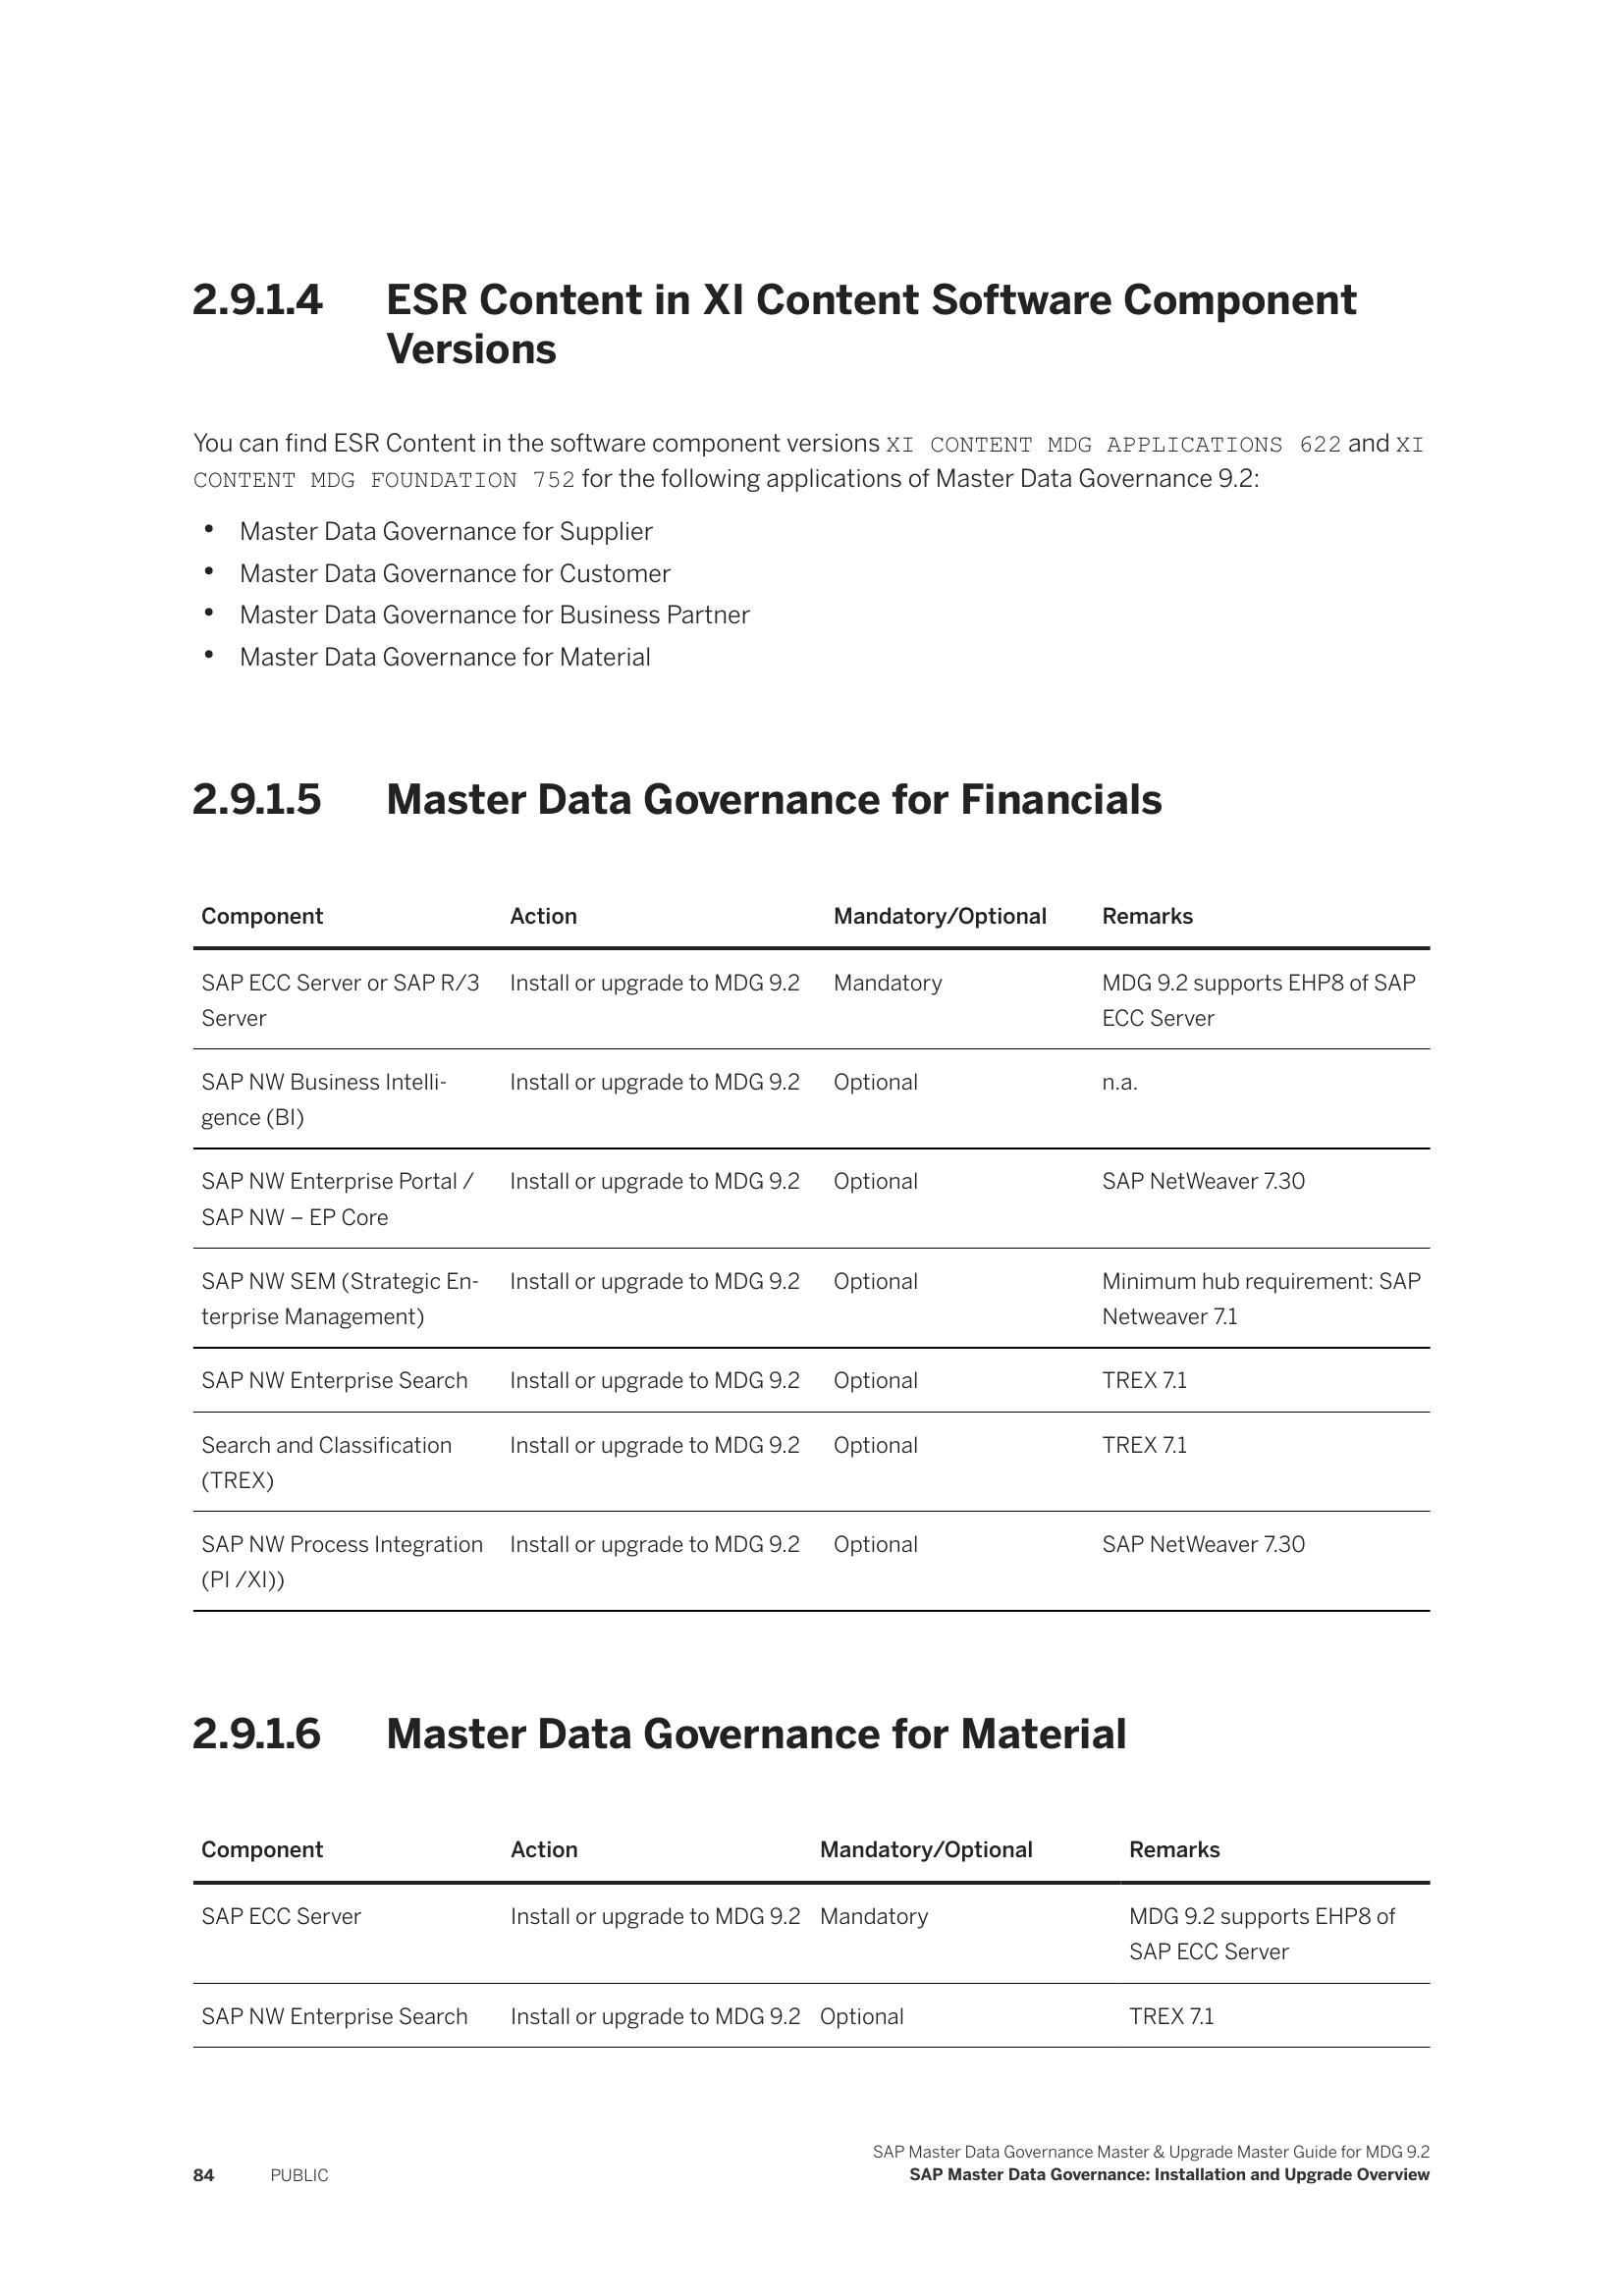 2.9.1.4 ESR Content in XI Content Software Component
Versions
You can find ESR Content in the software component versions XI CONTENT MDG APPLICATIONS 622 and XI
CONTENT MDG FOUNDATION 752 for the following applications of Master Data Governance 9.2:
• Master Data Governance for Supplier
• Master Data Governance for Customer
• Master Data Governance for Business Partner
• Master Data Governance for Material
2.9.1.5 Master Data Governance for Financials
Component Action Mandatory/Optional Remarks
SAP ECC Server or SAP R/3 Install or upgrade to MDG 9.2 Mandatory MDG 9.2 supports EHP8 of SAP
Server ECC Server
SAP NW Business Intelli- Install or upgrade to MDG 9.2 Optional n.a.
gence (BI)
SAP NW Enterprise Portal / Install or upgrade to MDG 9.2 Optional SAP NetWeaver 7.30
SAP NW – EP Core
SAP NW SEM (Strategic En- Install or upgrade to MDG 9.2 Optional Minimum hub requirement: SAP
terprise Management) Netweaver 7.1
SAP NW Enterprise Search Install or upgrade to MDG 9.2 Optional TREX 7.1
Search and Classification Install or upgrade to MDG 9.2 Optional TREX 7.1
(TREX)
SAP NW Process Integration Install or upgrade to MDG 9.2 Optional SAP NetWeaver 7.30
(PI /XI))
2.9.1.6 Master Data Governance for Material
Component Action Mandatory/Optional Remarks
SAP ECC Server Install or upgrade to MDG 9.2 Mandatory MDG 9.2 supports EHP8 of
SAP ECC Server
SAP NW Enterprise Search Install or upgrade to MDG 9.2 Optional TREX 7.1
SAP Master Data Governance Master & Upgrade Master Guide for MDG 9.2
84 PUBLIC SAP Master Data Governance: Installation and Upgrade Overview